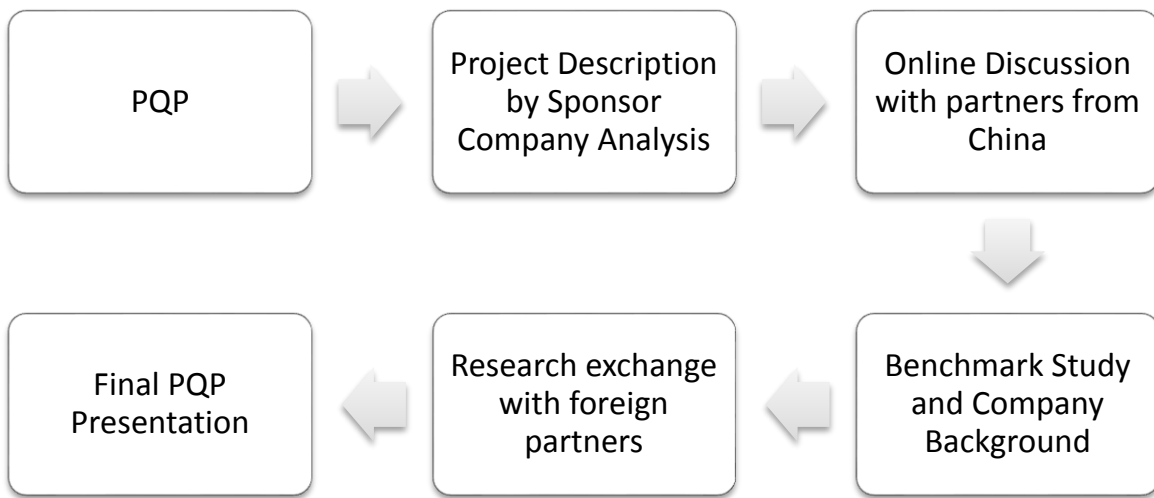 PQP
Project Description
by Sponsor
Company Analysis
Online Discussion
with partners from
China
Benchmark Study
and Company
Background
Research exchange
with foreign
partners
Final PQP
Presentation